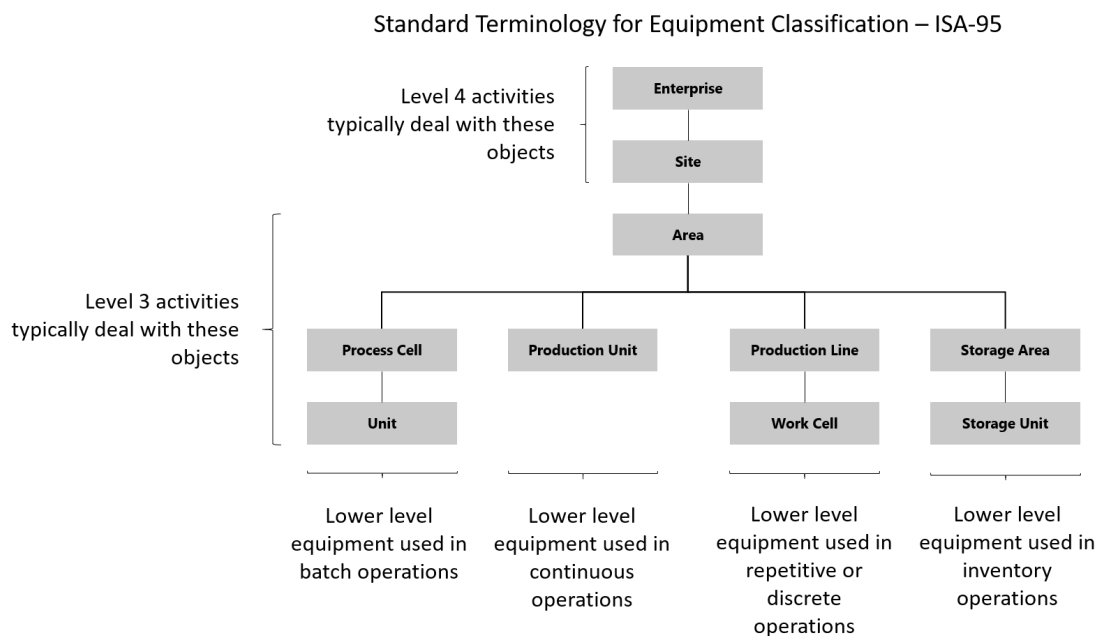 Standard Terminology for Equipment Classification – ISA-95
Level 4 activities
typically deal with these
objects
Enterprise
Site
Area
Level 3 activities
typically deal with these
objects
Process Cell
Production Unit
Production Line
Storage Area
Unit
Work Cell
Storage Unit
Lower level
equipment used in
batch operations
Lower level
equipment used in
continuous
operations
Lower level
equipment used in
repetitive or
discrete
operations
Lower level
equipment used in
inventory
operations